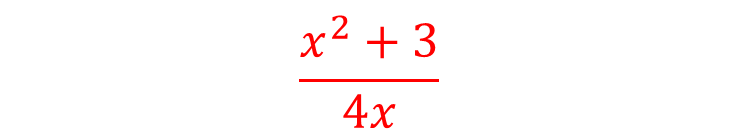 x² + 3
4x